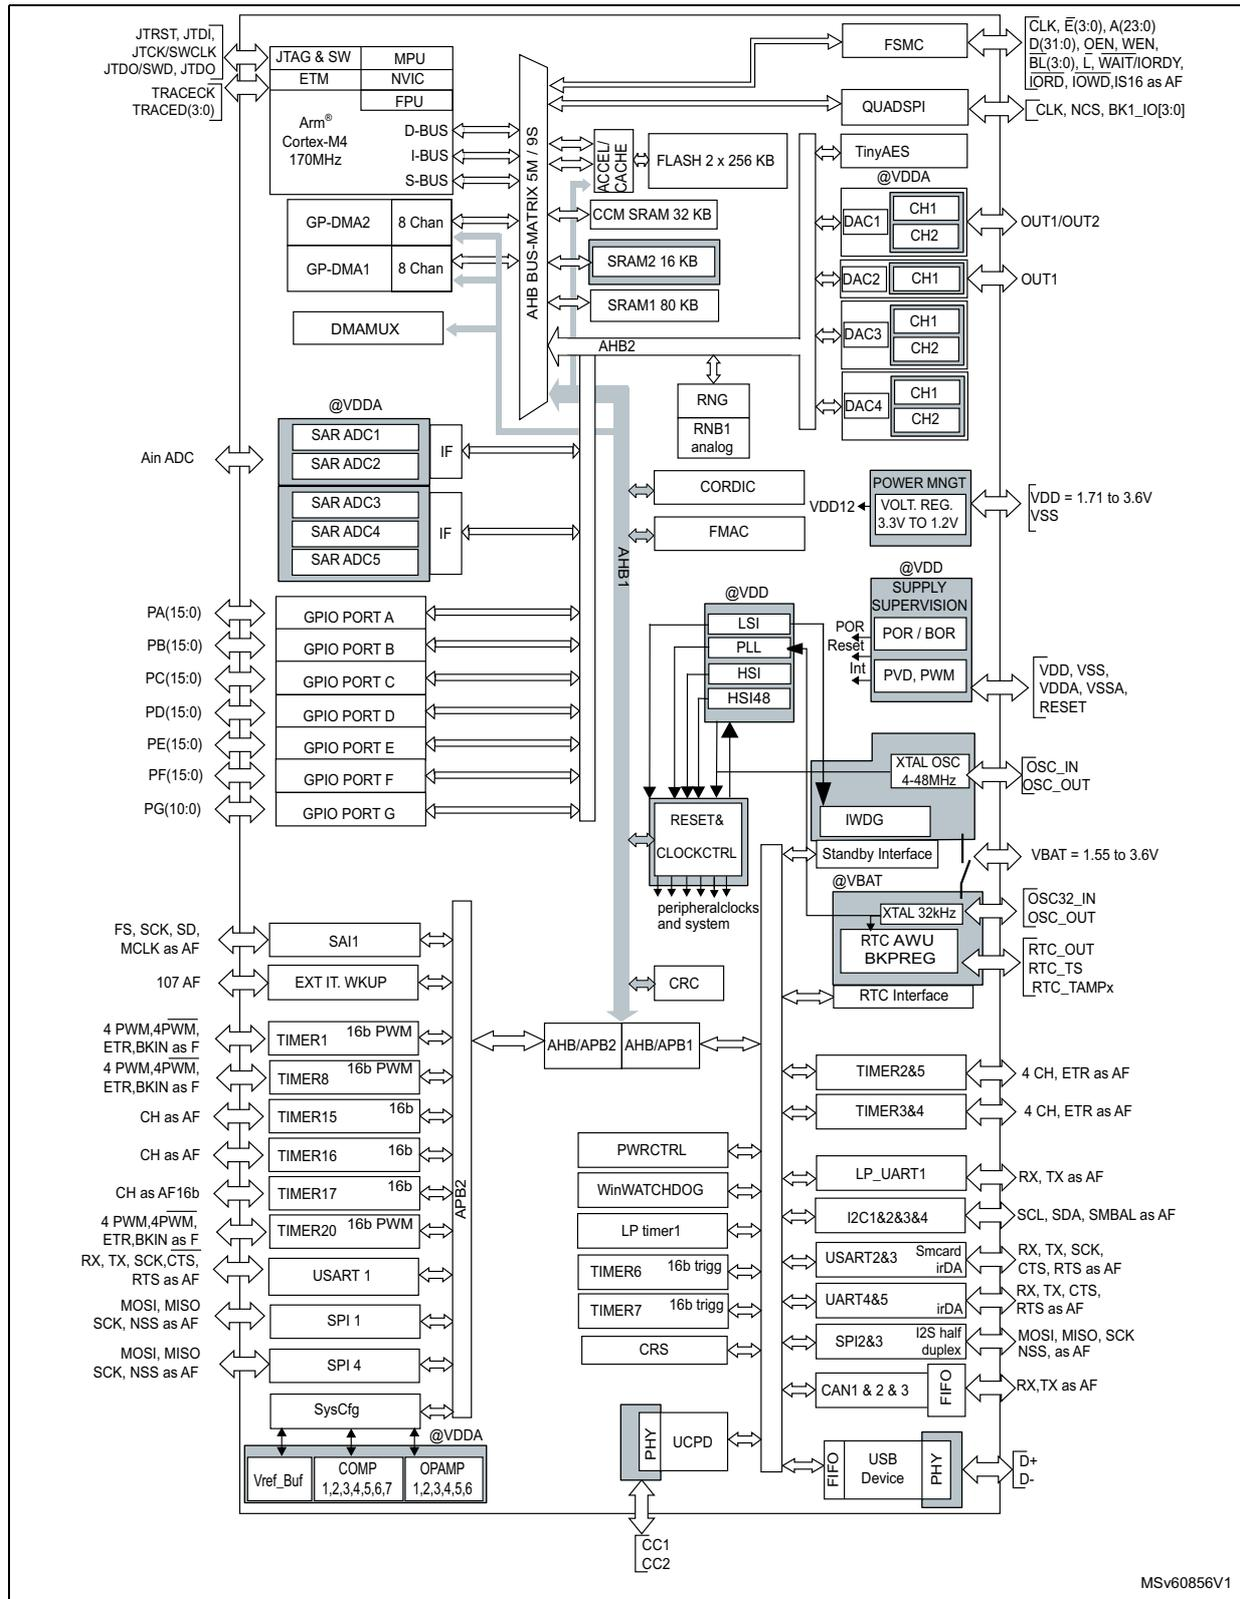 JTRST, JTDI,
JTCK/SWCLK
JTDO/SWD, JTDO
TRACECK
TRACED(3:0)
JTAG & SW
MPU
ETM
NVIC
FPU
Arm®
Cortex-M4
170MHz
D-BUS
I-BUS
S-BUS
GP-DMA2
8 Chan
GP-DMA1
8 Chan
DMAMUX
AHB BUS-MATRIX 5M / 9S
ACCEL/
CACHE
FLASH 2 x 256 KB
CCM SRAM 32 KB
SRAM2 16 KB
SRAM1 80 KB
AHB2
RNG
RNB1
analog
FSMC
CLK, E(3:0), A(23:0)
D(31:0), OEN, WEN,
BL(3:0), L, WAIT/IORDY,
IORD, IOWD,IS16 as AF
QUADSPI
CLK, NCS, BK1_IO[3:0]
TinyAES
@VDDA
DAC1
CH1
CH2
OUT1/OUT2
DAC2
CH1
OUT1
DAC3
CH1
CH2
DAC4
CH1
CH2
@VDDA
Ain ADC
SAR ADC1
SAR ADC2
IF
SAR ADC3
SAR ADC4
SAR ADC5
IF
CORDIC
FMAC
AHB1
POWER MNGT
VDD12
VOLT. REG.
3.3V TO 1.2V
VDD = 1.71 to 3.6V
VSS
@VDD
SUPPLY
SUPERVISION
POR
Reset
Int
POR / BOR
PVD, PWM
VDD, VSS,
VDDA, VSSA,
RESET
@VDD
LSI
PLL
HSI
HSI48
PA(15:0)
GPIO PORT A
PB(15:0)
GPIO PORT B
PC(15:0)
GPIO PORT C
PD(15:0)
GPIO PORT D
PE(15:0)
GPIO PORT E
PF(15:0)
GPIO PORT F
PG(10:0)
GPIO PORT G
RESET&
CLOCKCTRL
peripheralclocks
and system
XTAL OSC
4-48MHz
OSC_IN
OSC_OUT
IWDG
Standby Interface
VBAT = 1.55 to 3.6V
@VBAT
XTAL 32kHz
OSC32_IN
OSC_OUT
RTC AWU
BKPREG
RTC_OUT
RTC_TS
RTC_TAMPx
RTC Interface
CRC
AHB/APB2
AHB/APB1
FS, SCK, SD,
MCLK as AF
SAI1
107 AF
EXT IT. WKUP
4 PWM,4PWM,
ETR,BKIN as F
TIMER1
16b PWM
4 PWM,4PWM,
ETR,BKIN as F
TIMER8
16b PWM
CH as AF
TIMER15
16b
CH as AF
TIMER16
16b
CH as AF16b
TIMER17
16b
4 PWM,4PWM,
ETR,BKIN as F
TIMER20
16b PWM
RX, TX, SCK,CTS,
RTS as AF
USART 1
MOSI, MISO
SCK, NSS as AF
SPI 1
MOSI, MISO
SCK, NSS as AF
SPI 4
SysCfg
@VDDA
Vref_Buf
COMP
1,2,3,4,5,6,7
OPAMP
1,2,3,4,5,6
APB2
PWRCTRL
WinWATCHDOG
LP timer1
TIMER6
16b trigg
TIMER7
16b trigg
CRS
PHY
UCPD
CC1
CC2
TIMER2&5
4 CH, ETR as AF
TIMER3&4
4 CH, ETR as AF
LP_UART1
RX, TX as AF
I2C1&2&3&4
SCL, SDA, SMBAL as AF
USART2&3
Smcard
irDA
RX, TX, SCK,
CTS, RTS as AF
UART4&5
irDA
RX, TX, CTS,
RTS as AF
SPI2&3
I2S half
duplex
MOSI, MISO, SCK
NSS, as AF
CAN1 & 2 & 3
FIFO
RX,TX as AF
FIFO
USB
Device
PHY
D+
D-
MSv60856V1